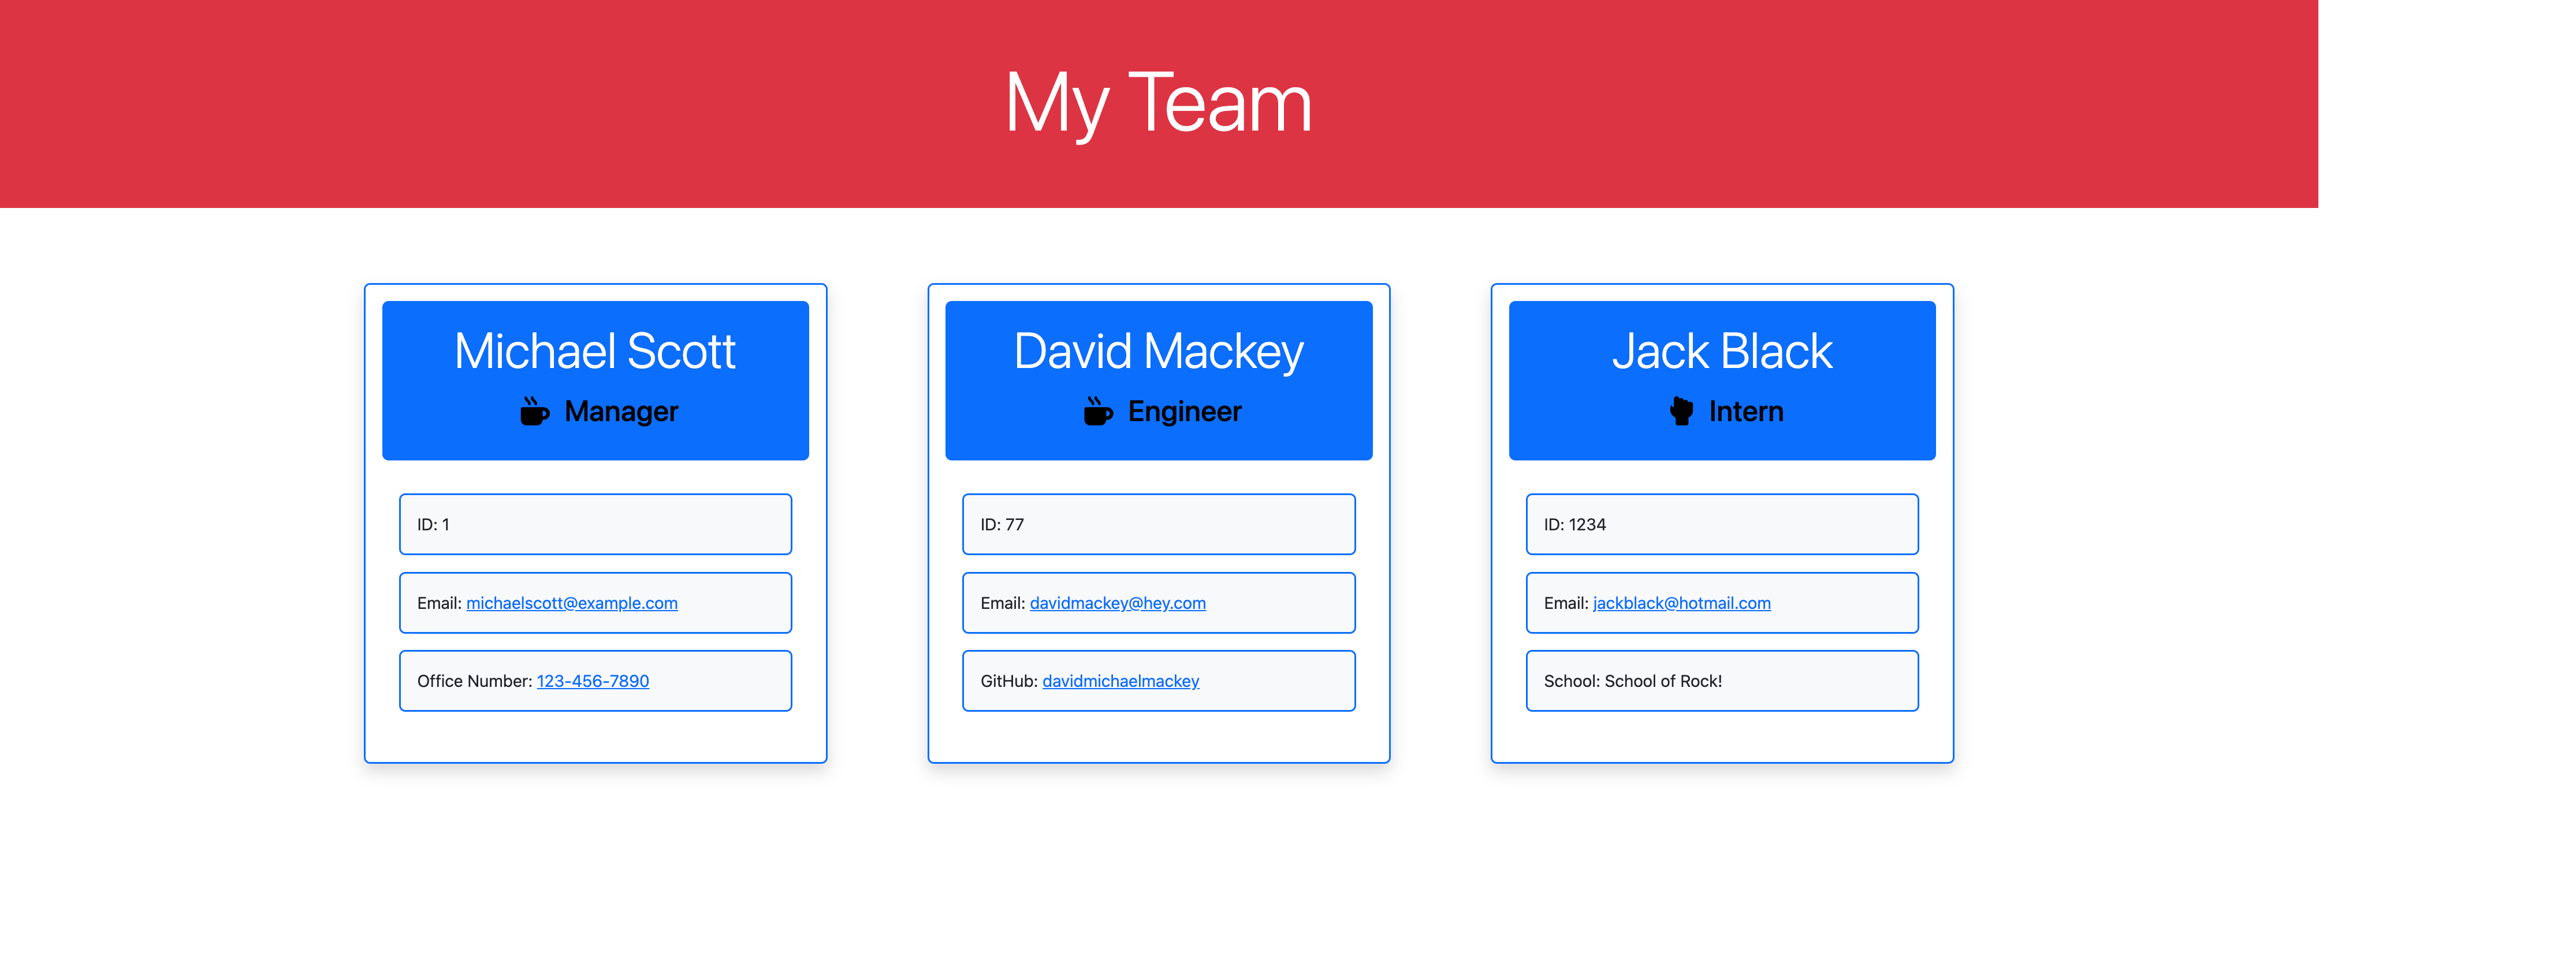 My Team
Michael Scott
Manager
ID: 1
Email: michaelscott@example.com
Office Number: 123-456-7890
David Mackey
Engineer
ID: 77
Email: davidmackey@hey.com
GitHub: davidmichaelmackey
Jack Black
Intern
ID: 1234
Email: jackblack@hotmail.com
School: School of Rock!